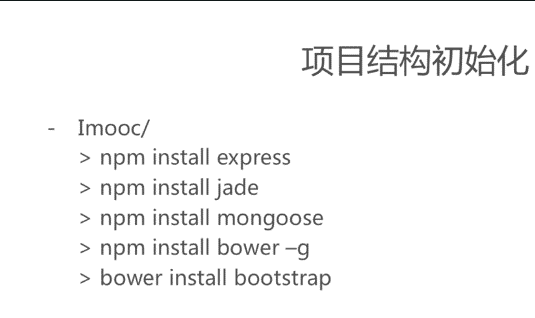 项目结构初始化
- Imooc/
> npm install express
> npm install jade
> npm install mongoose
> npm install bower –g
> bower install bootstrap